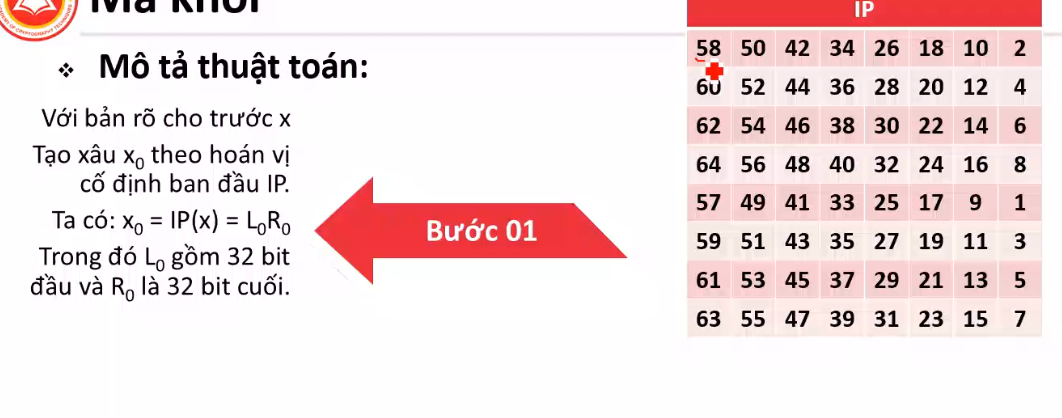 Mã khối
❖ Mô tả thuật toán:
Với bản rõ cho trước x
Tạo xâu x₀ theo hoán vị
cố định ban đầu IP.
Ta có: x₀ = IP(x) = L₀R₀
Trong đó L₀ gồm 32 bit
đầu và R₀ là 32 bit cuối.
Bước 01
IP
58 50 42 34 26 18 10 2
60 52 44 36 28 20 12 4
62 54 46 38 30 22 14 6
64 56 48 40 32 24 16 8
57 49 41 33 25 17 9 1
59 51 43 35 27 19 11 3
61 53 45 37 29 21 13 5
63 55 47 39 31 23 15 7